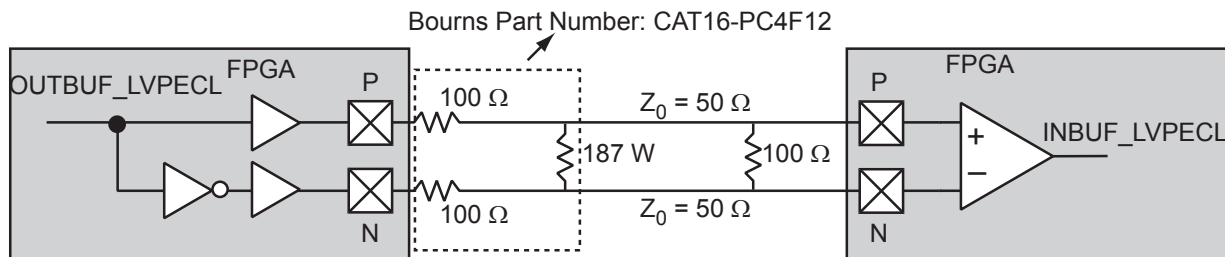 Bourns Part Number: CAT16-PC4F12
OUTBUF_LVPECL
FPGA
P
100 Ω
Z0 = 50 Ω
187 W
100 Ω
100 Ω
N
Z0 = 50 Ω
FPGA
P
+
−
INBUF_LVPECL
N